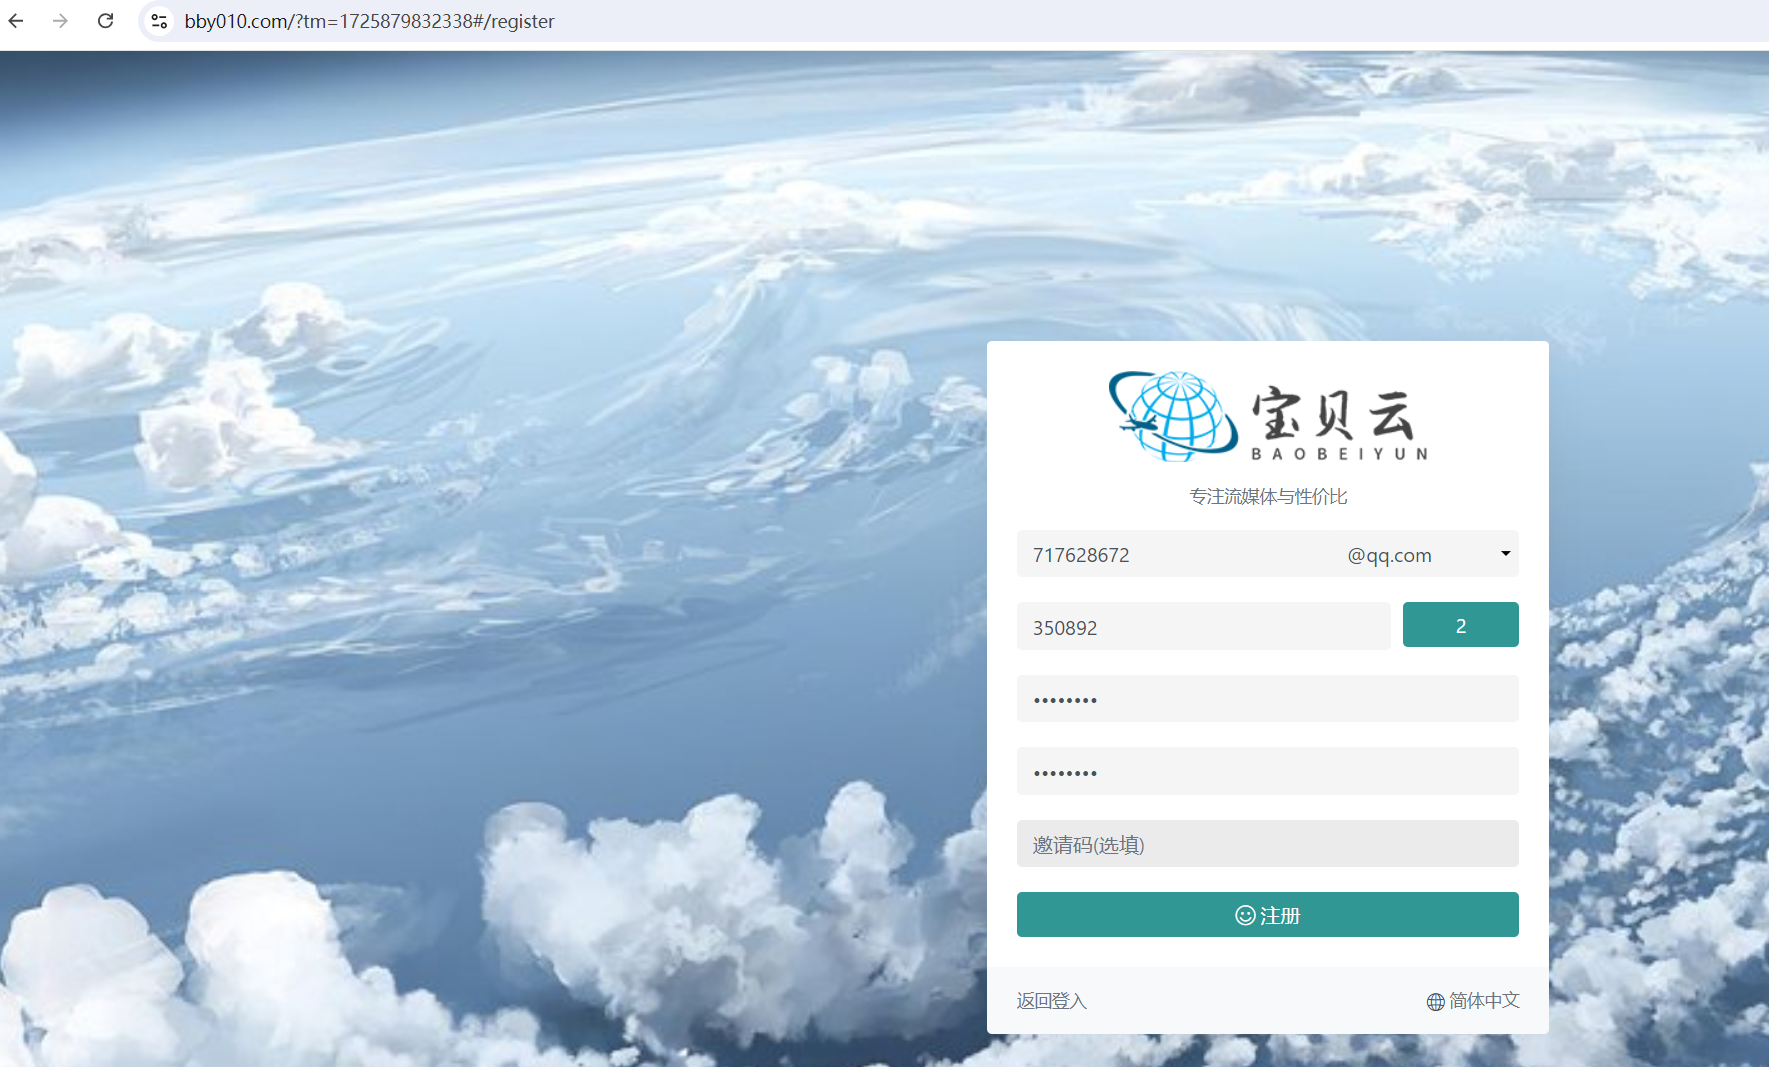 bby010.com/?tm=1725879832338#/register
宝贝云
BAOBEIYUN
专注流媒体与性价比
717628672 @qq.com
350892 2
••••••••
••••••••
邀请码(选填)
注册
返回登入 简体中文